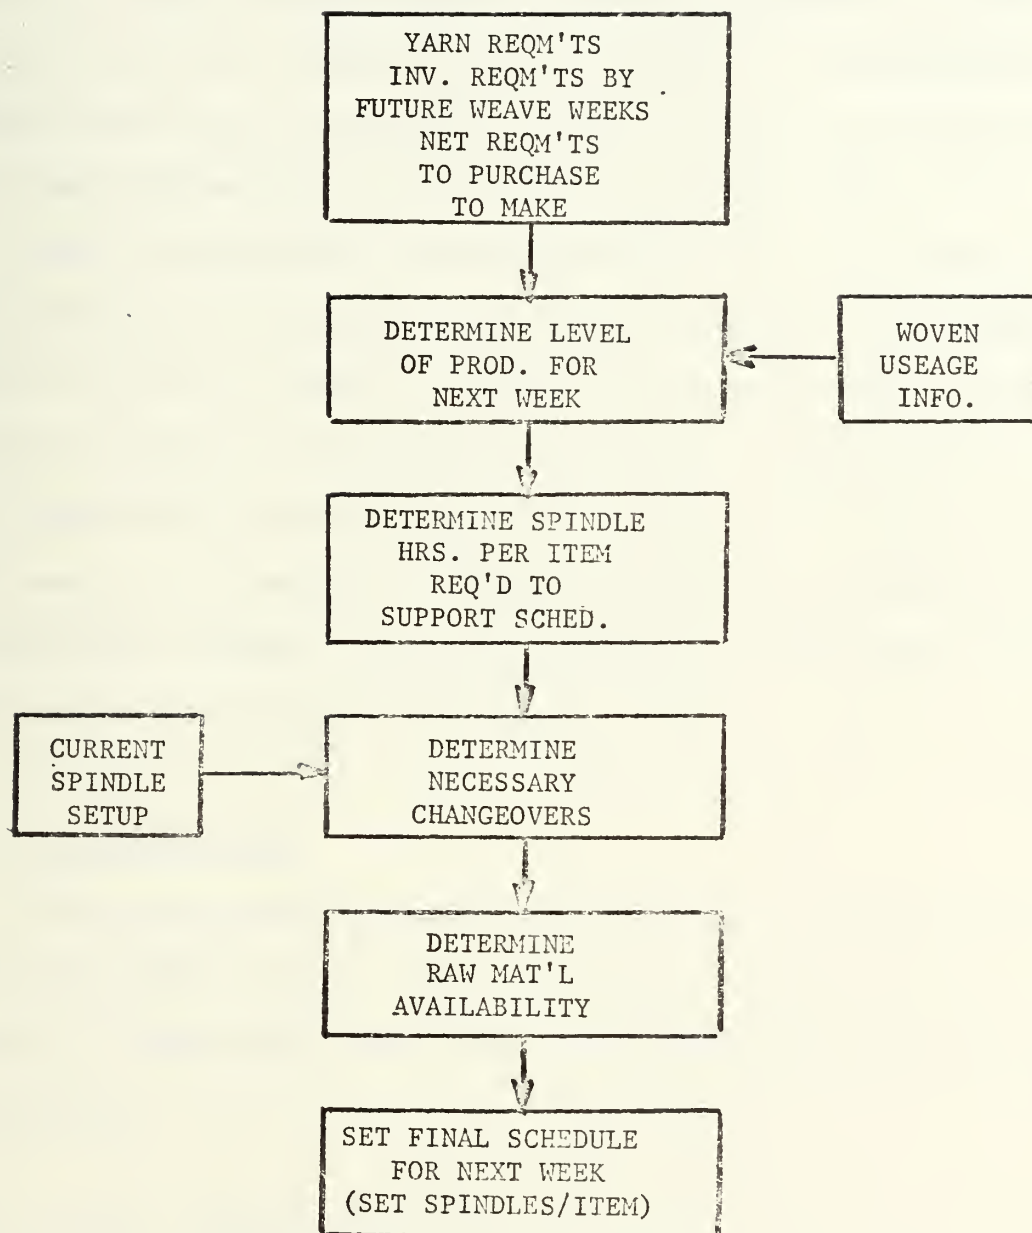 YARN REQM'TS
INV. REQM'TS BY
FUTURE WEAVE WEEKS
NET REQM'TS
TO PURCHASE
TO MAKE
DETERMINE LEVEL
OF PROD. FOR
NEXT WEEK
WOVEN
USEAGE
INFO.
DETERMINE SPINDLE
HRS. PER ITEM
REQ'D TO
SUPPORT SCHED.
CURRENT
SPINDLE
SETUP
DETERMINE
NECESSARY
CHANGEOVERS
DETERMINE
RAW MAT'L
AVAILABILITY
SET FINAL SCHEDULE
FOR NEXT WEEK
(SET SPINDLES/ITEM)